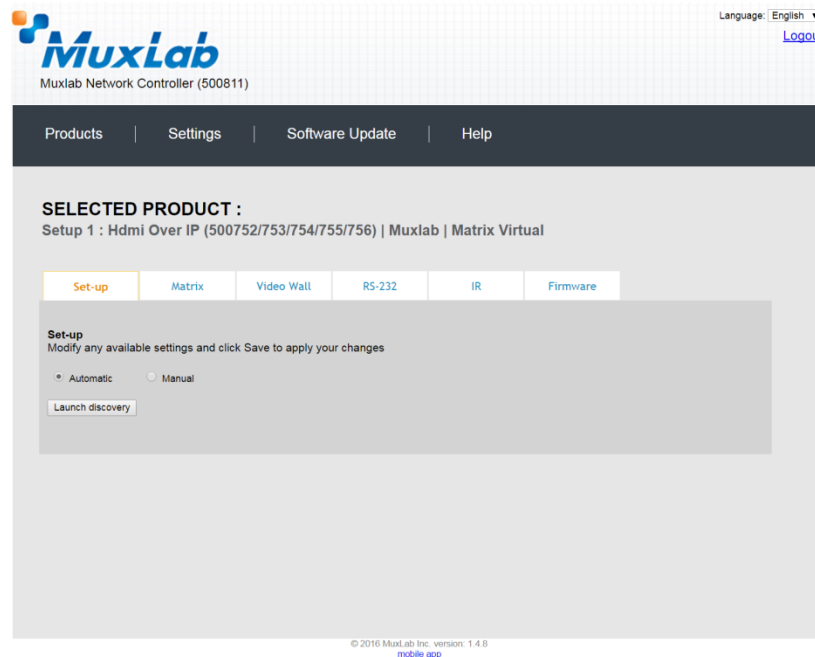 Language: English
Logou
MuxLab
Muxlab Network Controller (500811)
Products | Settings | Software Update | Help
SELECTED PRODUCT :
Setup 1 : Hdmi Over IP (500752/753/754/755/756) | Muxlab | Matrix Virtual
Set-up Matrix Video Wall RS-232 IR Firmware
Set-up
Modify any available settings and click Save to apply your changes
Automatic Manual
Launch discovery
© 2016 MuxLab Inc. version: 1.4.8
mobile app